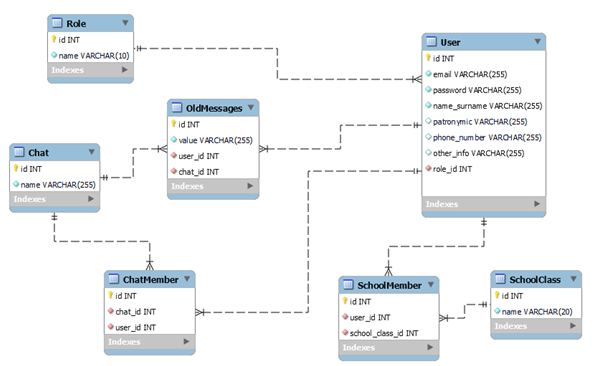 Role
id INT
name VARCHAR(10)
Indexes
User
id INT
email VARCHAR(255)
password VARCHAR(255)
name_surname VARCHAR(255)
patronymic VARCHAR(255)
phone_number VARCHAR(255)
other_info VARCHAR(255)
role_id INT
Indexes
OldMessages
id INT
value VARCHAR(255)
user_id INT
chat_id INT
Indexes
Chat
id INT
name VARCHAR(255)
Indexes
ChatMember
id INT
chat_id INT
user_id INT
Indexes
SchoolMember
id INT
user_id INT
school_class_id INT
Indexes
SchoolClass
id INT
name VARCHAR(20)
Indexes